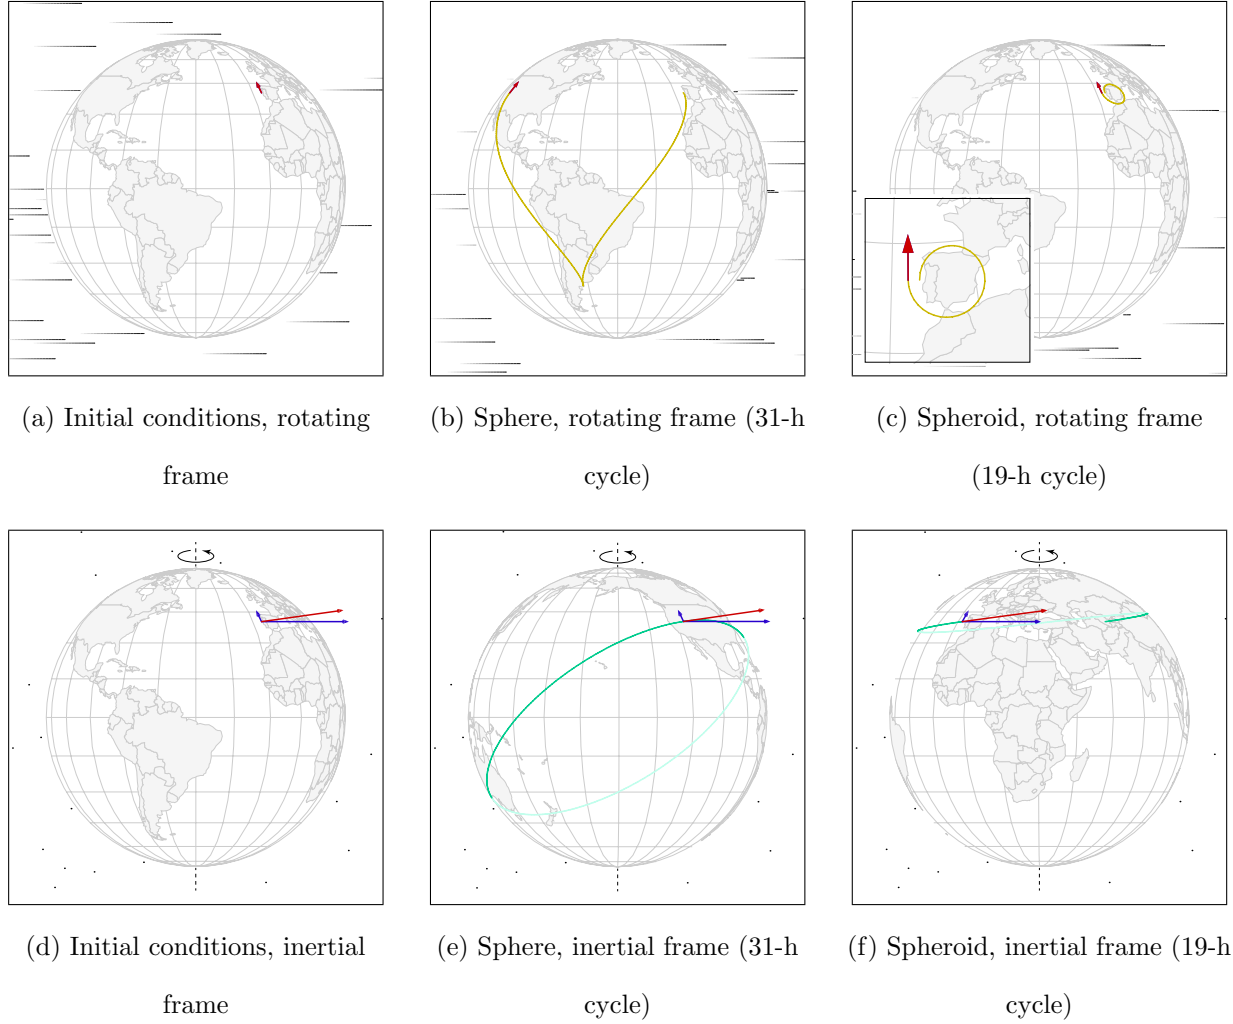 (a) Initial conditions, rotating
frame
(b) Sphere, rotating frame (31-h
cycle)
(c) Spheroid, rotating frame
(19-h cycle)
(d) Initial conditions, inertial
frame
(e) Sphere, inertial frame (31-h
cycle)
(f) Spheroid, inertial frame (19-h
cycle)